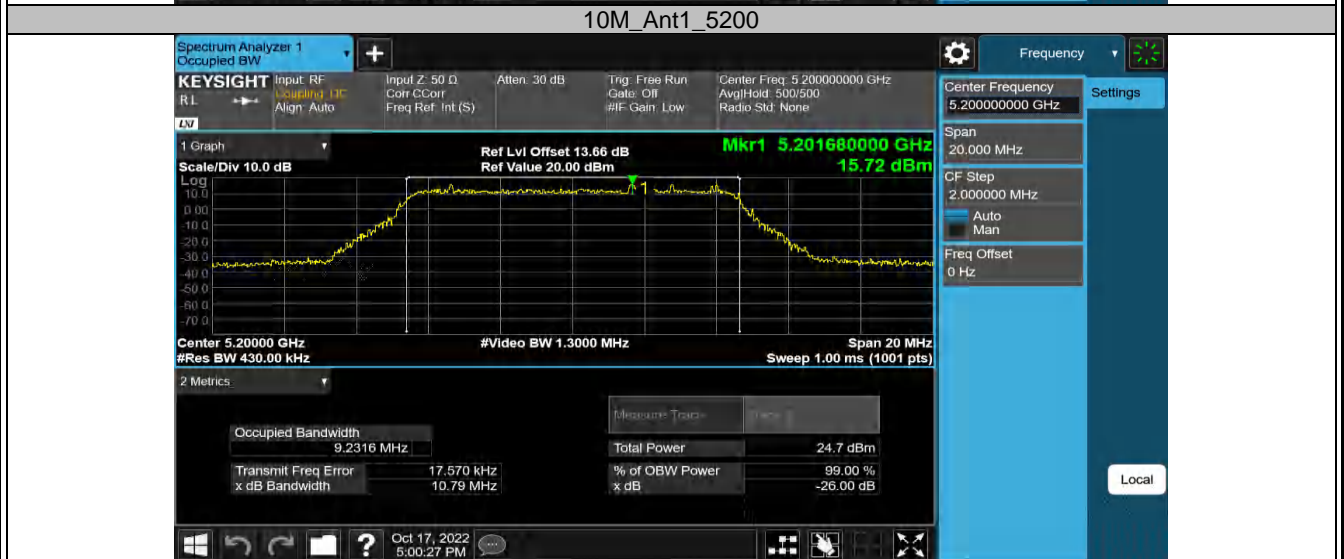 10M_Ant1_5200
Spectrum Analyzer 1
Occupied BW
KEYSIGHT
RL
LXI
Input: RF
Coupling: DC
Align: Auto
Input Z: 50 Ω
Corr CCorr
Freq Ref: Int (S)
Atten: 30 dB
Trig: Free Run
Gate: Off
#IF Gain: Low
Center Freq: 5.200000000 GHz
Avg|Hold: 500/500
Radio Std: None
1 Graph
Scale/Div 10.0 dB
Ref Lvl Offset 13.66 dB
Ref Value 20.00 dBm
Mkr1 5.201680000 GHz
15.72 dBm
Log
10.0
0.00
-10.0
-20.0
-30.0
-40.0
-50.0
-60.0
-70.0
1
Center 5.20000 GHz
#Res BW 430.00 kHz
#Video BW 1.3000 MHz
Span 20 MHz
Sweep 1.00 ms (1001 pts)
2 Metrics
Measure Trace
Occupied Bandwidth
9.2316 MHz
Total Power 24.7 dBm
Transmit Freq Error 17.570 kHz
% of OBW Power 99.00 %
x dB Bandwidth 10.79 MHz
x dB -26.00 dB
Frequency
Settings
Center Frequency
5.200000000 GHz
Span
20.000 MHz
CF Step
2.000000 MHz
Auto
Man
Freq Offset
0 Hz
Local
?
Oct 17, 2022
5:00:27 PM